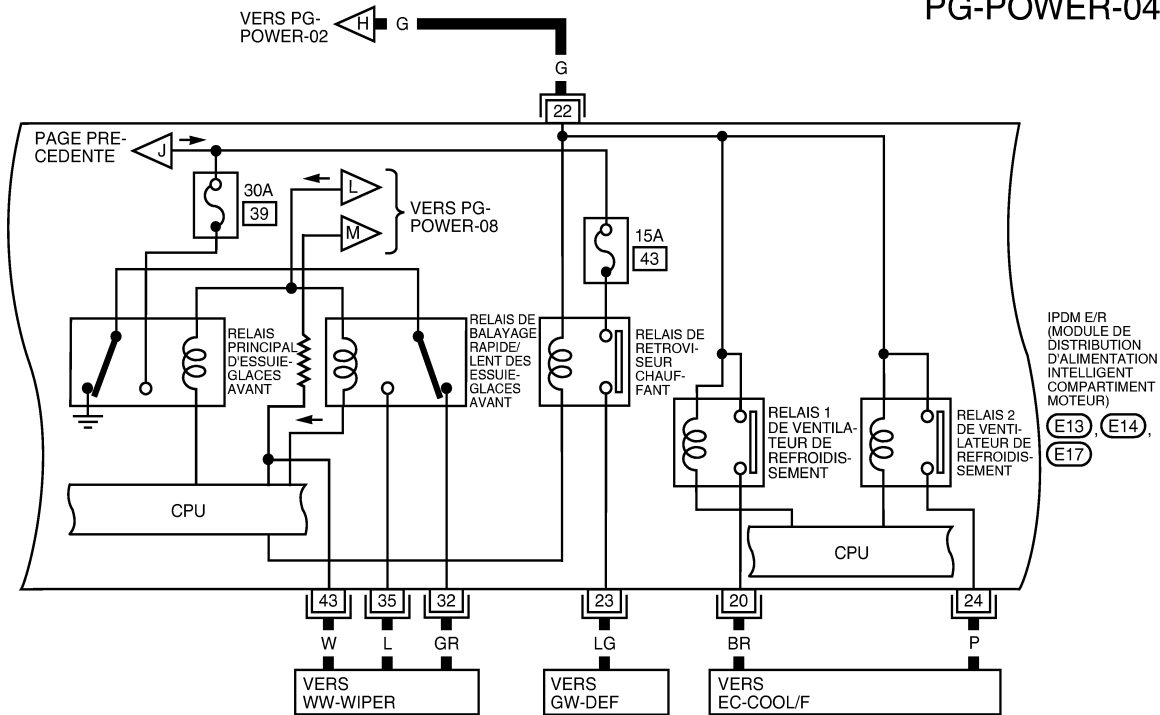 PG-POWER-04
VERS PG-
POWER-02
H
G
G
22
PAGE PRE-
CEDENTE
J
30A
39
L
M
VERS PG-
POWER-08
15A
43
RELAIS
PRINCIPAL
D'ESSUIE-
GLACES
AVANT
RELAIS DE
BALAYAGE
RAPIDE/
LENT DES
ESSUIE-
GLACES
AVANT
RELAIS DE
RETROVI-
SEUR
CHAUF-
FANT
RELAIS 1
DE VENTILA-
TEUR DE
REFROIDIS-
SEMENT
RELAIS 2
DE VENTI-
LATEUR DE
REFROIDIS-
SEMENT
IPDM E/R
(MODULE DE
DISTRIBUTION
D'ALIMENTATION
INTELLIGENT
COMPARTIMENT
MOTEUR)
E13 , E14 ,
E17
CPU
CPU
43 35 32 23 20 24
W L GR LG BR P
VERS
WW-WIPER
VERS
GW-DEF
VERS
EC-COOL/F